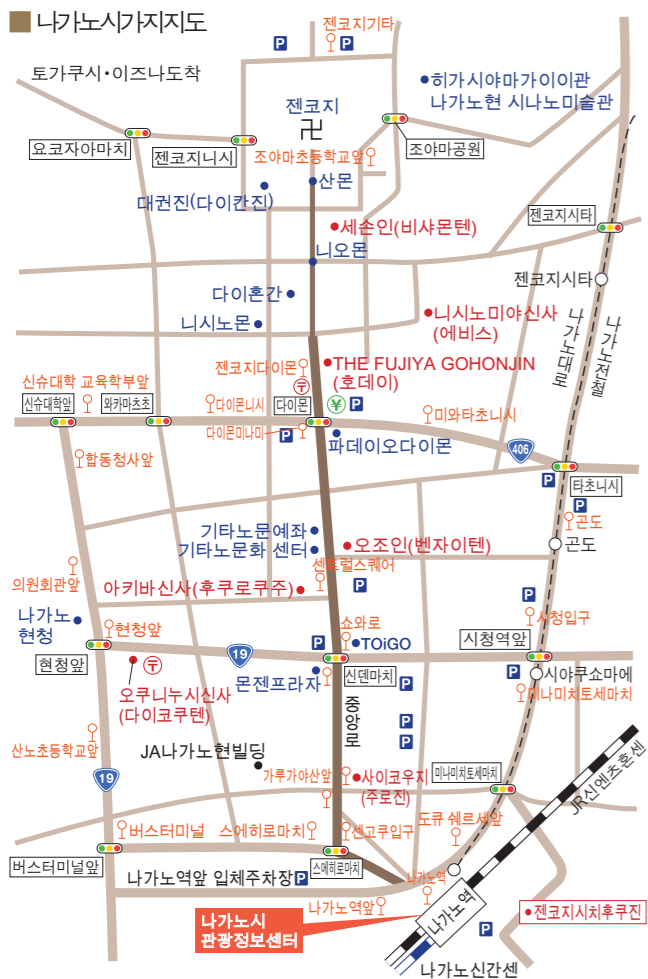 나가노시가지지도
젠코지기타
P
P
토가쿠시•이즈나도착
히가시야마가이이관
나가노현 시나노미술관
젠코지
卍
요코자아마치
젠코지니시
조야마공원
조야마초등학교앞
산몬
대권진(다이칸진)
세손인(비샤몬텐)
젠코지시타
니오몬
젠코지시타
다이혼간
니시노몬
니시노미야신사
(에비스)
나가노대로
나가노전철
젠코지다이몬
THE FUJIYA GOHONJIN
(호데이)
〒
신슈대학 교육학부앞
신슈대학앞
와카마츠초
다이몬니시
다이몬
¥
P
미와타초니시
다이몬미나미
P
파데이오다이몬
406
합동청사앞
타초니시
P
P
곤도
기타노문예좌
기타노문화 센터
오조인(벤자이텐)
곤도
센트럴스퀘어
의원회관앞
아키바신사(후쿠로쿠주)
P
P
나가노
현청
현청앞
쇼와로
시청입구
P
TOiGO
시청역앞
19
현청앞
〒
신덴마치
몬젠프라자
시야쿠쇼마에
오쿠니누시신사
(다이코쿠텐)
P
미나미치토세마치
중앙로
P
P
산노초등학교앞
JA나가노현빌딩
가루가야산앞
사이코우지
(주로진)
미나미치토세마치
JR신엔츠혼센
19
버스터미널
스에히로마치
센고쿠입구
도큐 쉐르세앞
버스터미널앞
스에히로마치
나가노역앞 입체주차장
P
나가노역
나가노역앞
나가노역
젠코지시치후쿠진
나가노시
관광정보센터
P
나가노신간센